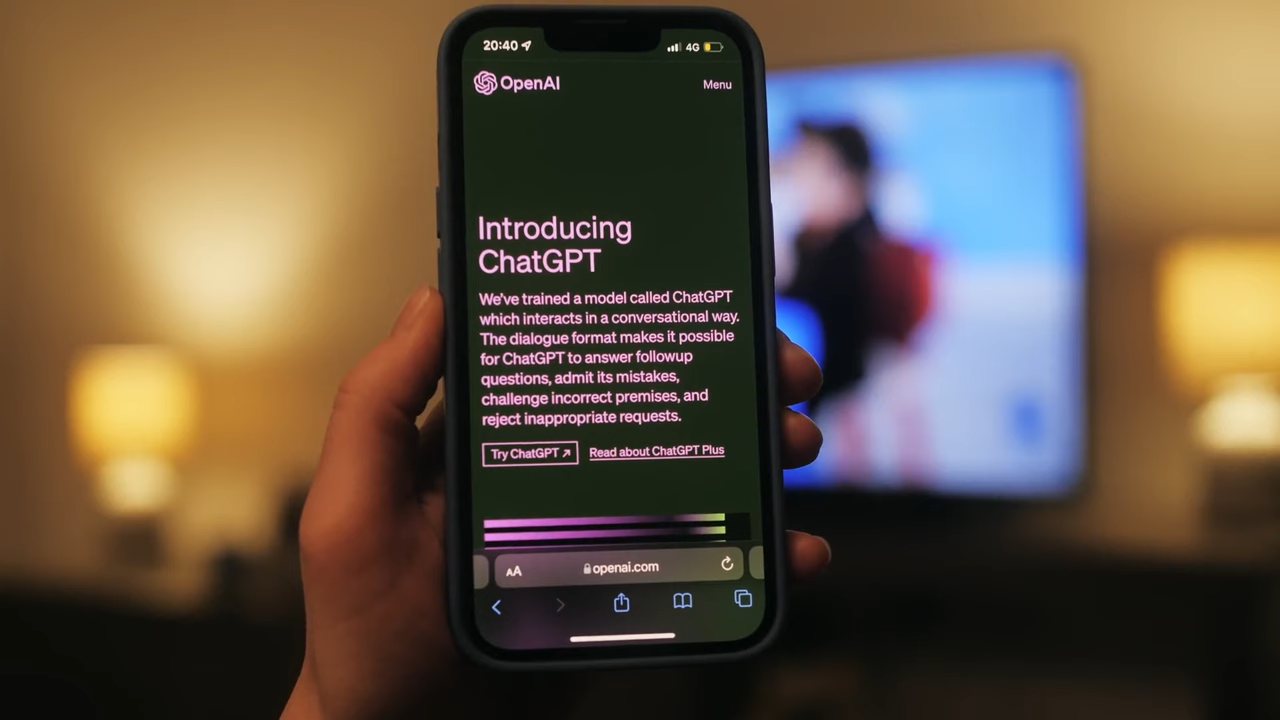 20:40
4G
OpenAI
Menu
Introducing
ChatGPT
We've trained a model called ChatGPT
which interacts in a conversational way.
The dialogue format makes it possible
for ChatGPT to answer followup
questions, admit its mistakes,
challenge incorrect premises, and
reject inappropriate requests.
Try ChatGPT ↗ Read about ChatGPT Plus
AA openai.com